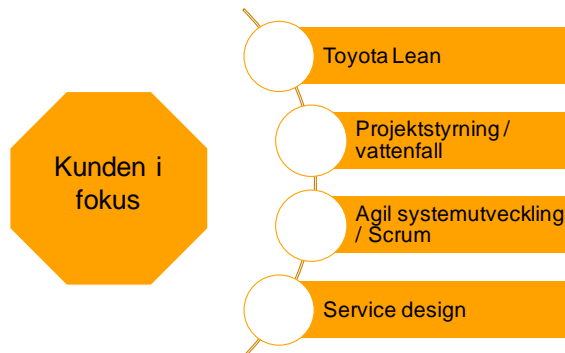 Kunden i
fokus
Toyota Lean
Projektstyrning /
vattenfall
Agil systemutveckling
/ Scrum
Service design